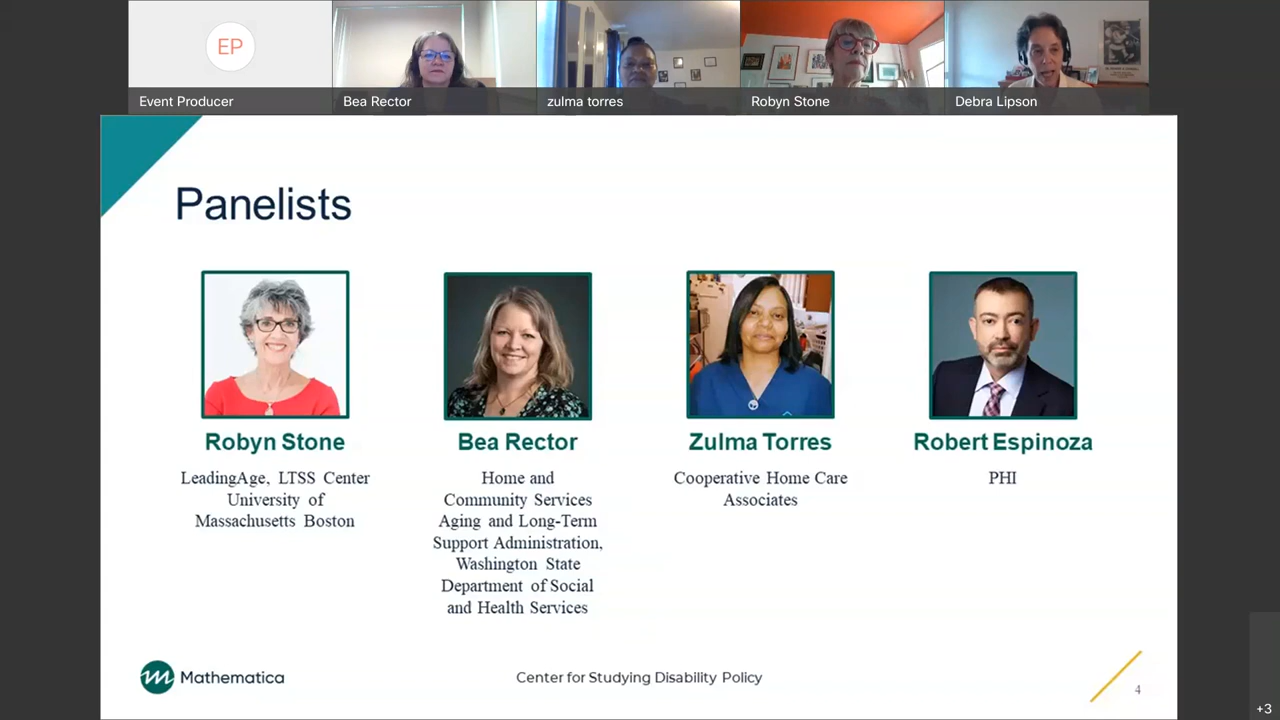 EP
Event Producer
Bea Rector
zulma torres
Robyn Stone
Debra Lipson
Panelists
Robyn Stone
LeadingAge, LTSS Center
University of
Massachusetts Boston
Bea Rector
Home and
Community Services
Aging and Long-Term
Support Administration,
Washington State
Department of Social
and Health Services
Zulma Torres
Cooperative Home Care
Associates
Robert Espinoza
PHI
Mathematica
Center for Studying Disability Policy
4
+3